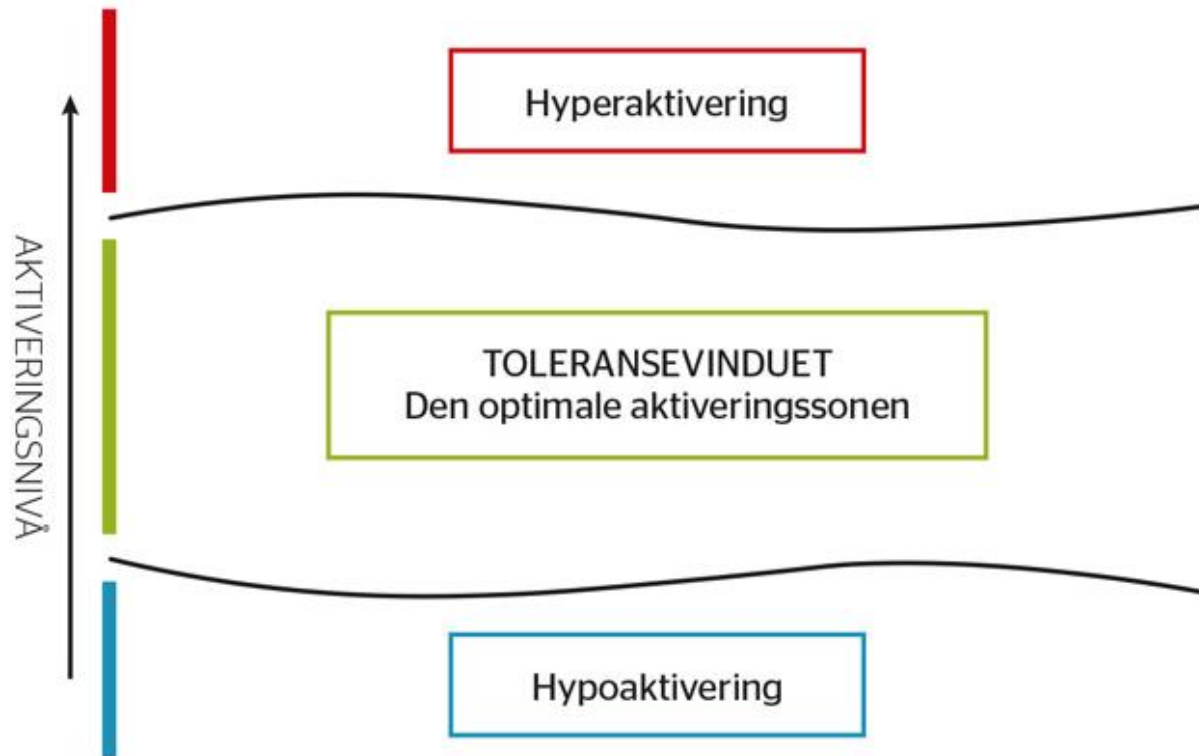 Hyperaktivering
AKTIVERINGSNIVÅ
TOLERANSEVINDUET
Den optimale aktiveringssonen
Hypoaktivering